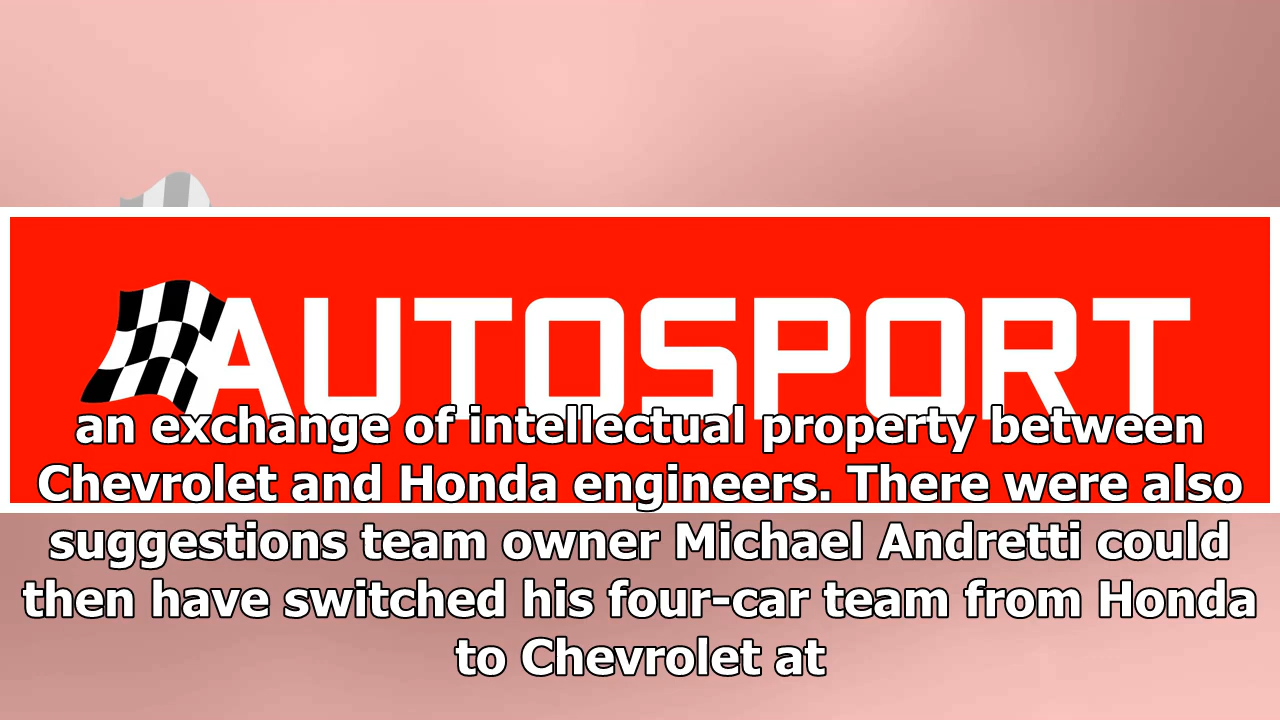 AUTOSPORT
an exchange of intellectual property between
Chevrolet and Honda engineers. There were also
suggestions team owner Michael Andretti could
then have switched his four-car team from Honda
to Chevrolet at